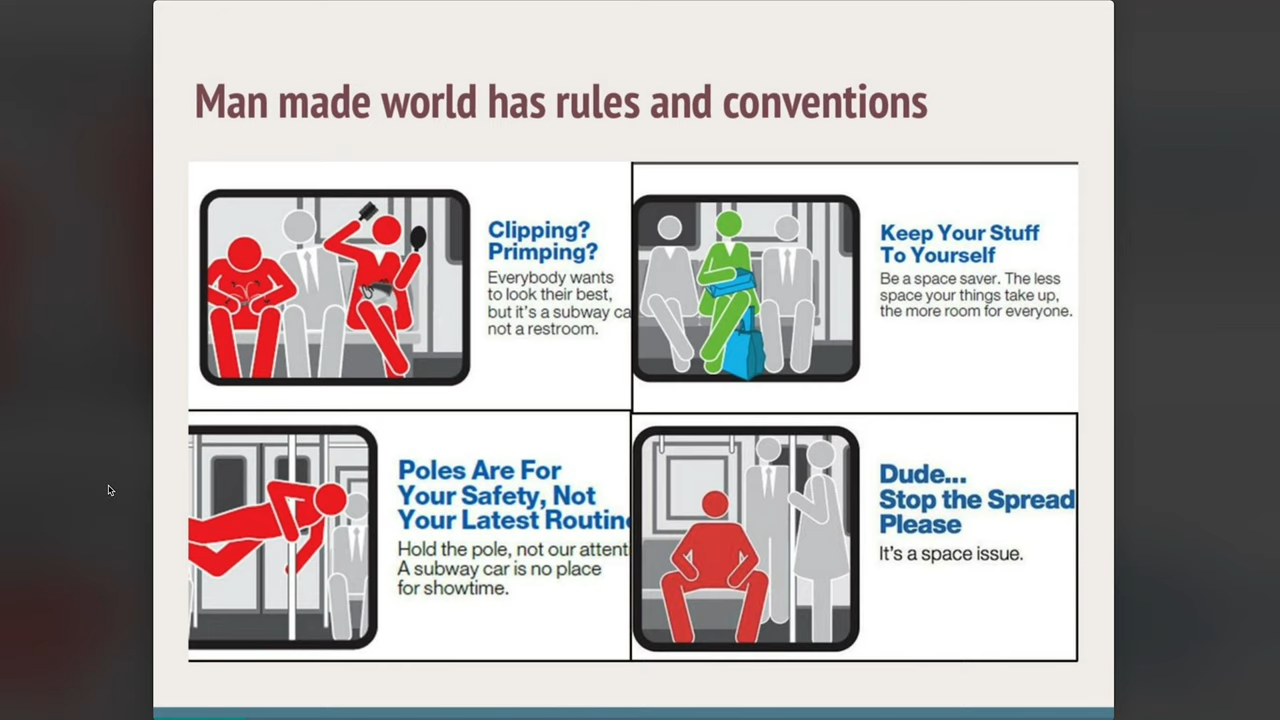 Man made world has rules and conventions
Clipping?
Primping?
Everybody wants
to look their best,
but it's a subway ca
not a restroom.
Keep Your Stuff
To Yourself
Be a space saver. The less
space your things take up,
the more room for everyone.
Poles Are For
Your Safety, Not
Your Latest Routin
Hold the pole, not our attent
A subway car is no place
for showtime.
Dude...
Stop the Spread
Please
It's a space issue.